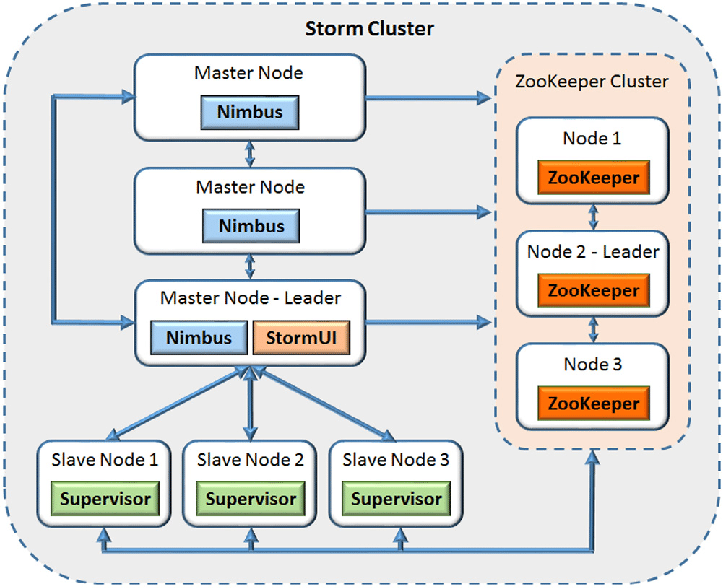 Storm Cluster
Master Node
Nimbus
Master Node
Nimbus
Master Node - Leader
Nimbus
StormUI
Slave Node 1
Supervisor
Slave Node 2
Supervisor
Slave Node 3
Supervisor
ZooKeeper Cluster
Node 1
ZooKeeper
Node 2 - Leader
ZooKeeper
Node 3
ZooKeeper